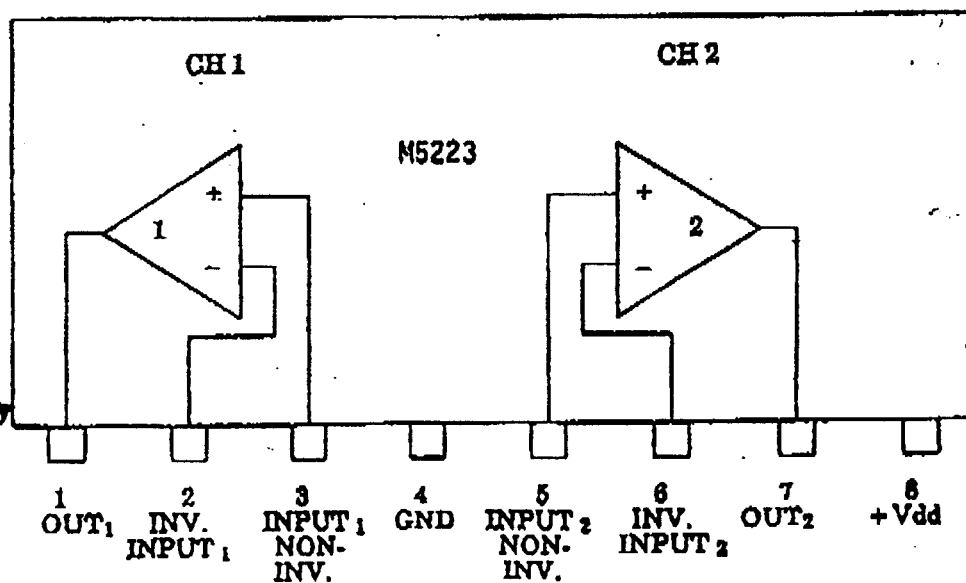 CH 1 CH 2
M5223
+ +
1 2
− −
1 2 3 4 5 6 7 8
OUT₁ INV. INPUT₁ GND INPUT₂ INV. OUT₂ +Vdd
INPUT₁ NON- NON- INPUT₂
INV. INV.